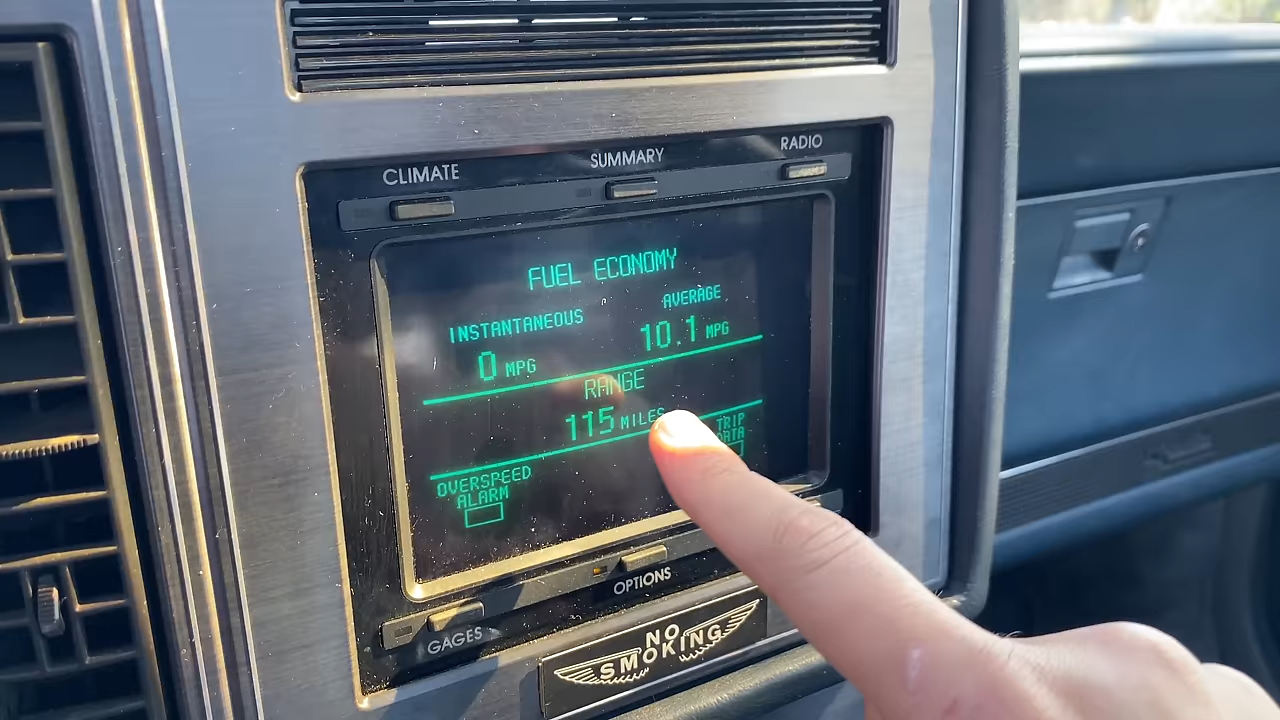 CLIMATE
SUMMARY
RADIO
FUEL ECONOMY
INSTANTANEOUS
AVERAGE
0 MPG
10.1 MPG
RANGE
115 MILES
OVERSPEED
ALARM
TRIP
DATA
GAGES
OPTIONS
NO
SMOKING